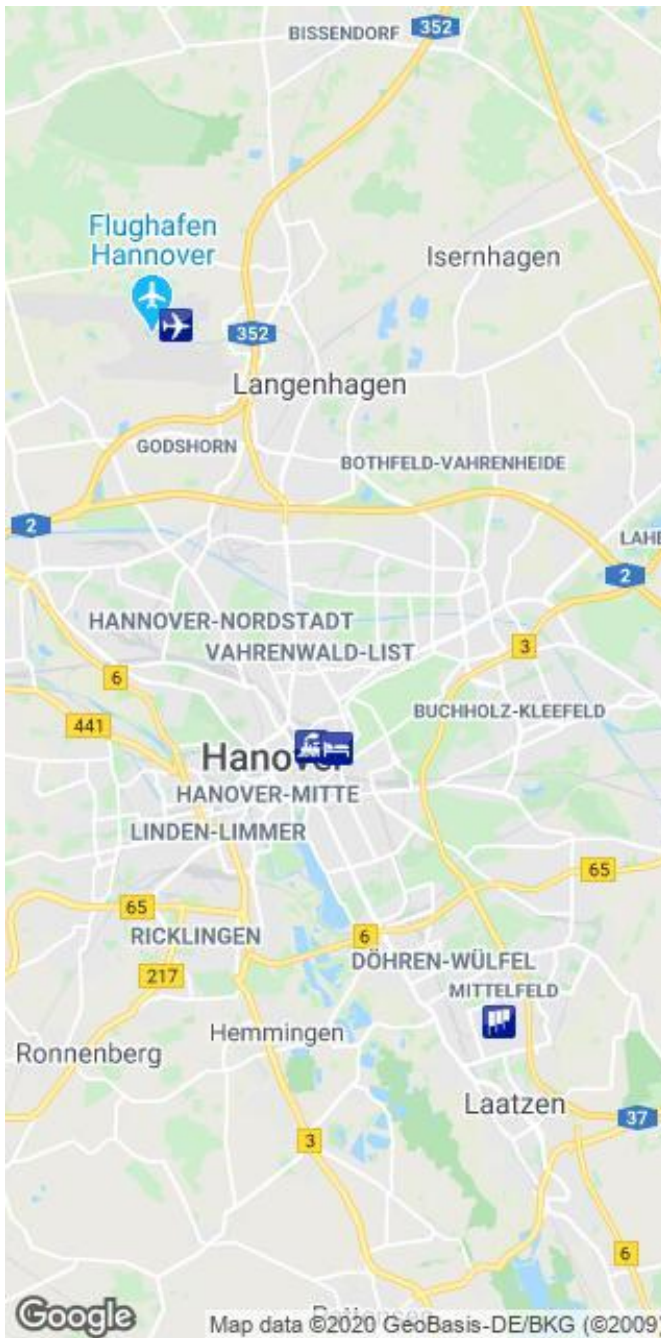 BISSENDORF
352
Flughafen
Hannover
Isernhagen
352
Langenhagen
GODSHORN
BOTHFELD-VAHRENHEIDE
2
LAHE
2
HANNOVER-NORDSTADT
VAHRENWALD-LIST
3
6
BUCHHOLZ-KLEEFELD
441
Hanover
HANOVER-MITTE
LINDEN-LIMMER
65
65
RICKLINGEN
6
DÖHREN-WÜLFEL
217
MITTELFELD
Hemmingen
Ronnenberg
Laatzen
37
3
6
Google
Map data ©2020 GeoBasis-DE/BKG (©2009